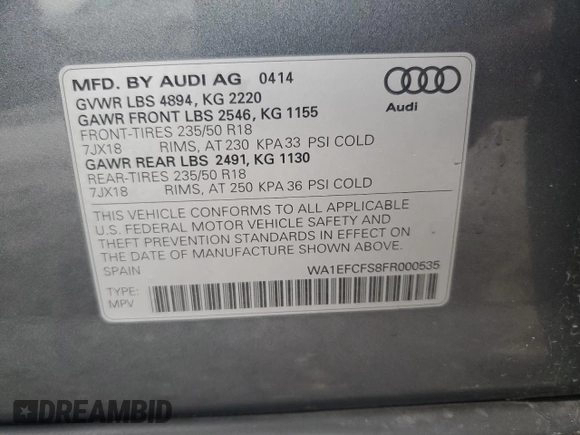 MFD. BY AUDI AG 0414
GVWR LBS 4894, KG 2220
GAWR FRONT LBS 2546, KG 1155
FRONT-TIRES 235/50 R18
7JX18 RIMS, AT 230 KPA 33 PSI COLD
GAWR REAR LBS 2491, KG 1130
REAR-TIRES 235/50 R18
7JX18 RIMS, AT 250 KPA 36 PSI COLD
THIS VEHICLE CONFORMS TO ALL APPLICABLE
U.S. FEDERAL MOTOR VEHICLE SAFETY AND
THEFT PREVENTION STANDARDS IN EFFECT ON
THE DATE OF MANUFACTURE SHOWN ABOVE.
SPAIN WA1EFCFS8FR000535
TYPE:
MPV
Audi
DREAMBID